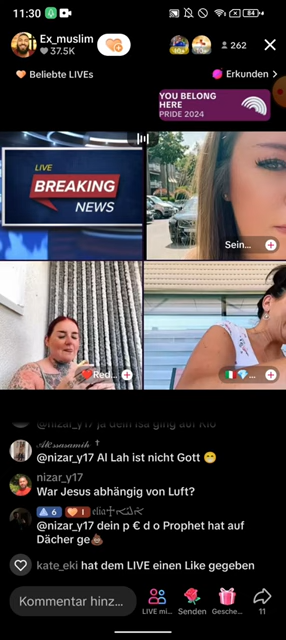 11:30
84
Ex_muslim
37.5K
262
Beliebte LIVEs
Erkunden >
YOU BELONG
HERE
PRIDE 2024
LIVE
BREAKING
NEWS
Sein...
Red...
@nizar_y17 ja dein Isa ging auf Klo
@nizar_y17 Al Lah ist nicht Gott 😁
nizar_y17
War Jesus abhängig von Luft?
6
1
@nizar_y17 dein p € d o Prophet hat auf
Dächer ge💩
kate_eki hat dem LIVE einen Like gegeben
Kommentar hinz...
LIVE mi...
Senden
Gesche...
11